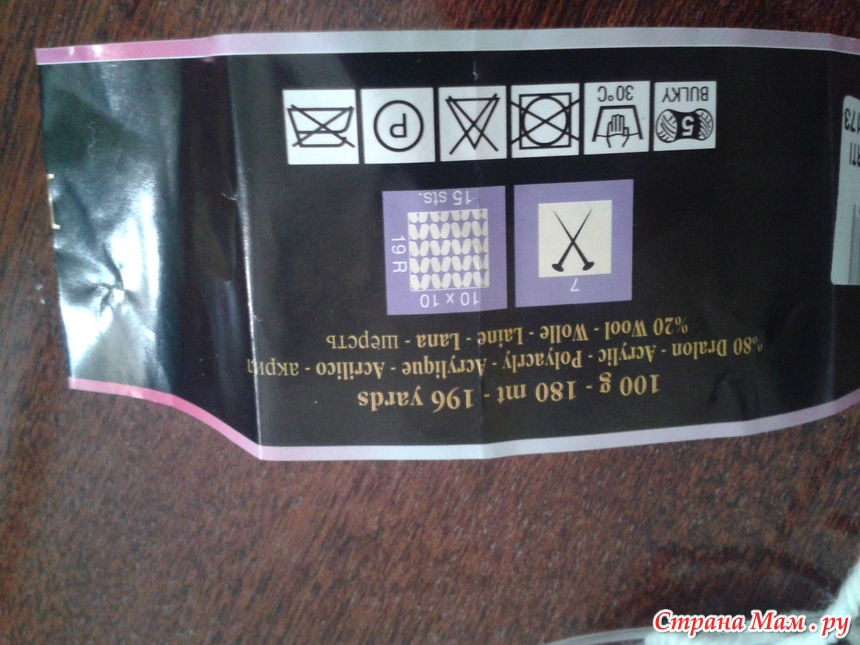 100 g - 180 mt - 196 yards
%80 Dralon - Acrylic - Polyacrly - Acrylique - Acrilico - акрил
%20 Wool - Wolle - Laine - Lana - шерсть
7
10 x 10
19 R
15 sts.
5
BULKY
30°C
P
173
Страна Мам.ру